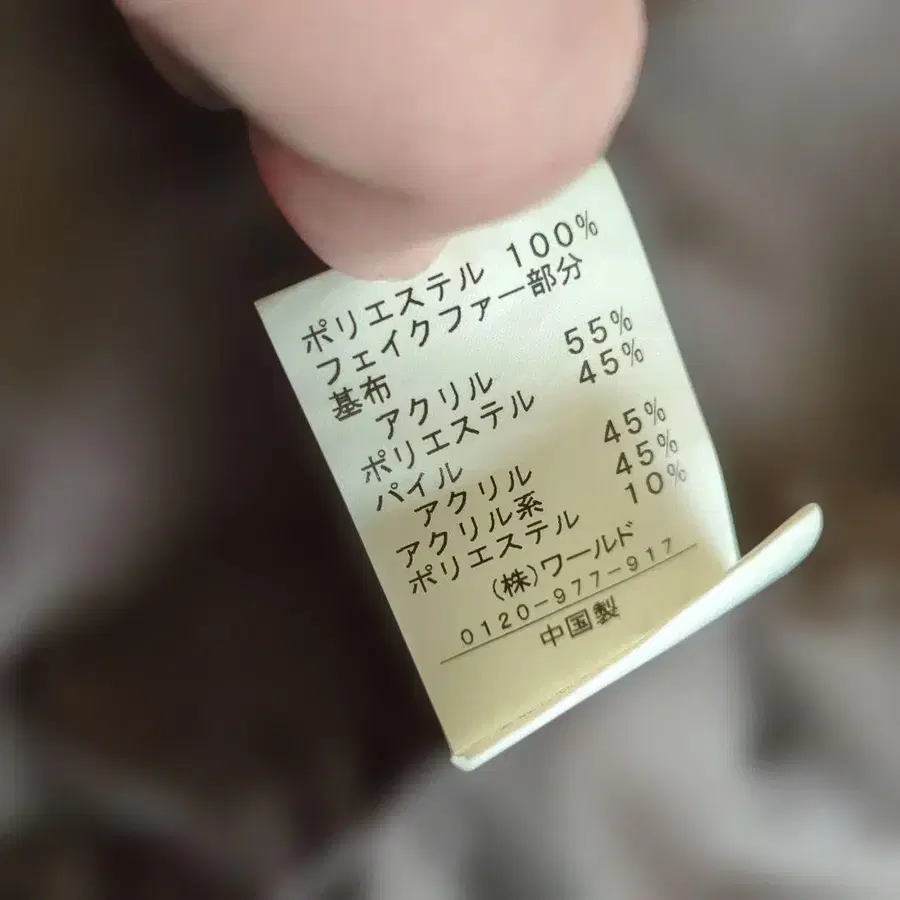 ポリエステル 100%
フェイクファー部分
基布
アクリル 55%
ポリエステル 45%
パイル
アクリル 45%
アクリル系 45%
ポリエステル 10%
(株)ワールド
0120-977-917
中国製